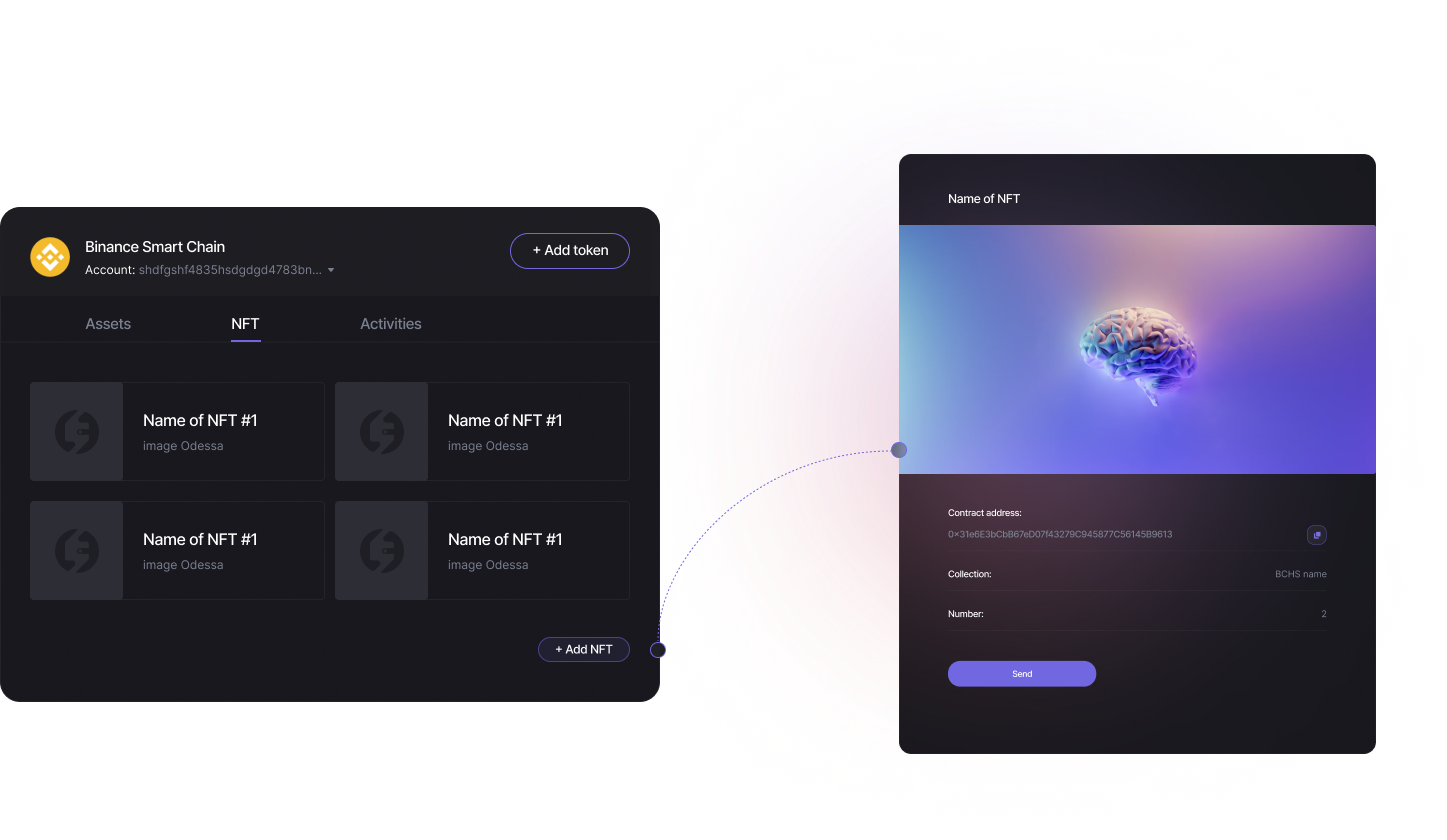 Binance Smart Chain
Account: shdfgshf4835hsdgdgd4783bn...
+ Add token
Assets
NFT
Activities
Name of NFT #1
image Odessa
Name of NFT #1
image Odessa
Name of NFT #1
image Odessa
Name of NFT #1
image Odessa
+ Add NFT
Name of NFT
Contract address:
0×31e6E3bCbB67eD07f43279C945877C56145B9613
Collection:
BCHS name
Number:
2
Send